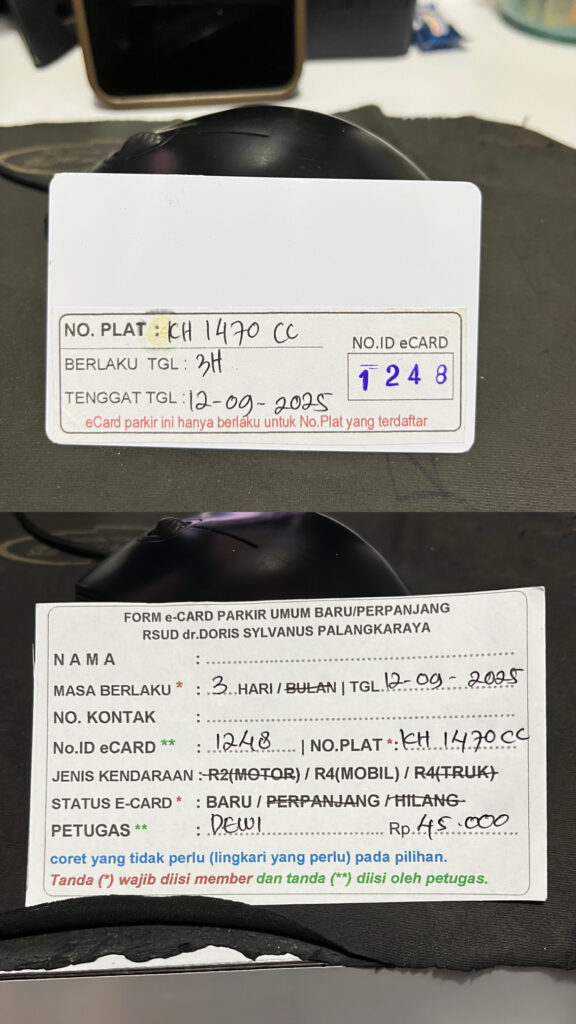 NO. PLAT : KH 1470 CC
NO.ID eCARD
BERLAKU TGL : 3H
1248
TENGGAT TGL : 12-09-2025
eCard parkir ini hanya berlaku untuk No.Plat yang terdaftar
FORM e-CARD PARKIR UMUM BARU/PERPANJANG
RSUD dr.DORIS SYLVANUS PALANGKARAYA
N A M A :
MASA BERLAKU * : 3 HARI / BULAN | TGL 12-09-2025
NO. KONTAK :
No.ID eCARD ** : 1248 | NO.PLAT *: KH 1470 CC
JENIS KENDARAAN : R2(MOTOR) / R4(MOBIL) / R4(TRUK)
STATUS E-CARD * : BARU / PERPANJANG / HILANG
PETUGAS ** : DEWI Rp. 45.000
coret yang tidak perlu (lingkari yang perlu) pada pilihan.
Tanda (*) wajib diisi member dan tanda (**) diisi oleh petugas.